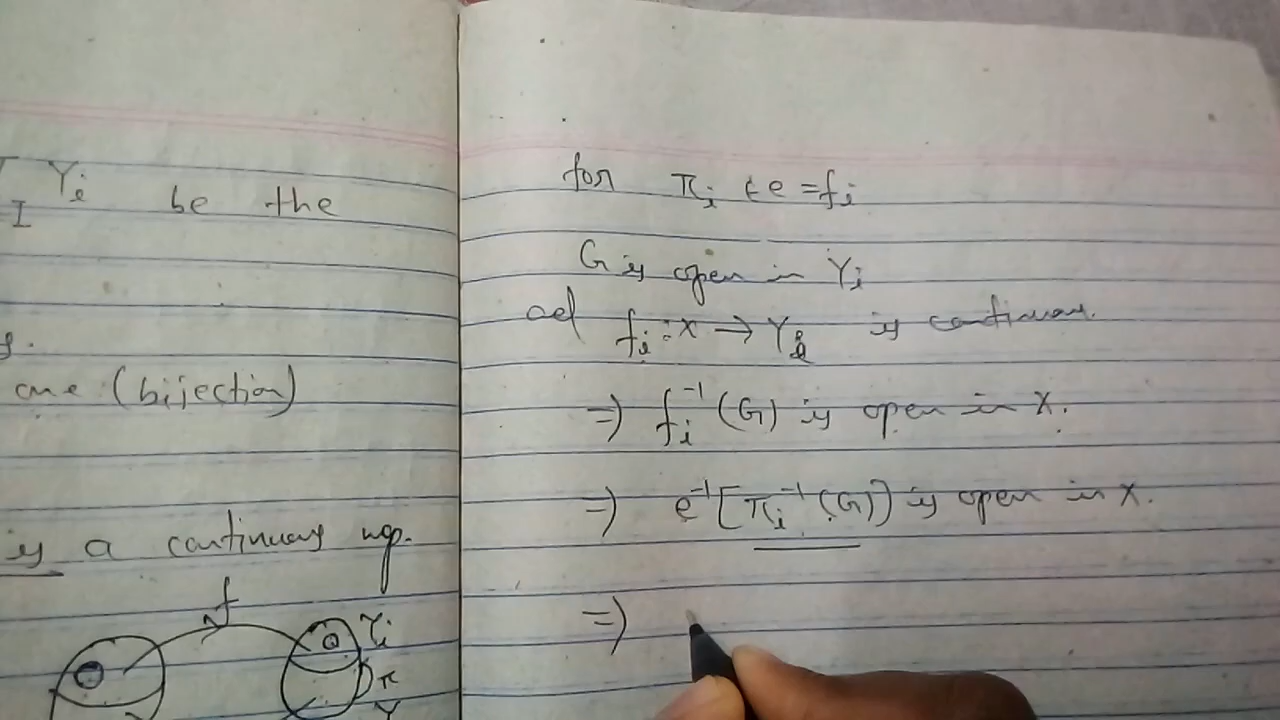 Yᵢ be the
I
s.
one (bijection)
is a continuous map.
f
Yᵢ
π
Y
for πᵢ ∘ e = fᵢ
G is open in Yᵢ
fᵢ : X → Yᵢ is continuous.
⇒ fᵢ⁻¹(G) is open in X.
⇒ e⁻¹[πᵢ⁻¹(G)] is open in X.
⇒